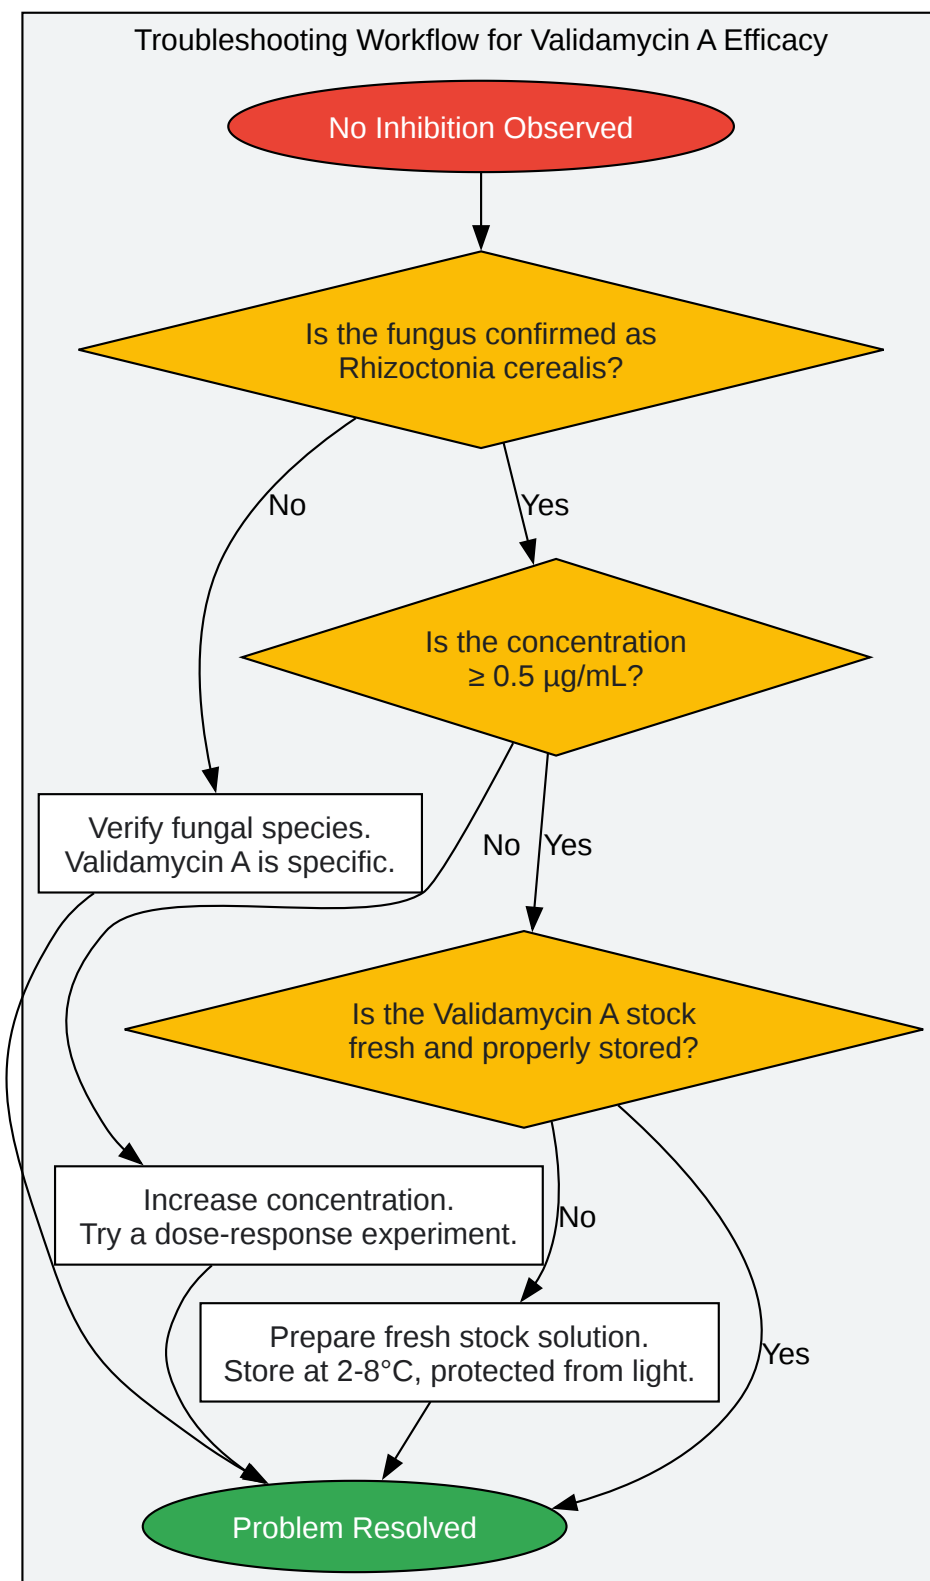 Troubleshooting Workflow for Validamycin A Efficacy
No Inhibition Observed
Is the fungus confirmed as
Rhizoctonia cerealis?
No
Yes
Is the concentration
≥ 0.5 µg/mL?
Verify fungal species.
Validamycin A is specific.
No
Yes
Is the Validamycin A stock
fresh and properly stored?
Increase concentration.
Try a dose-response experiment.
No
Prepare fresh stock solution.
Store at 2-8°C, protected from light.
Yes
Problem Resolved